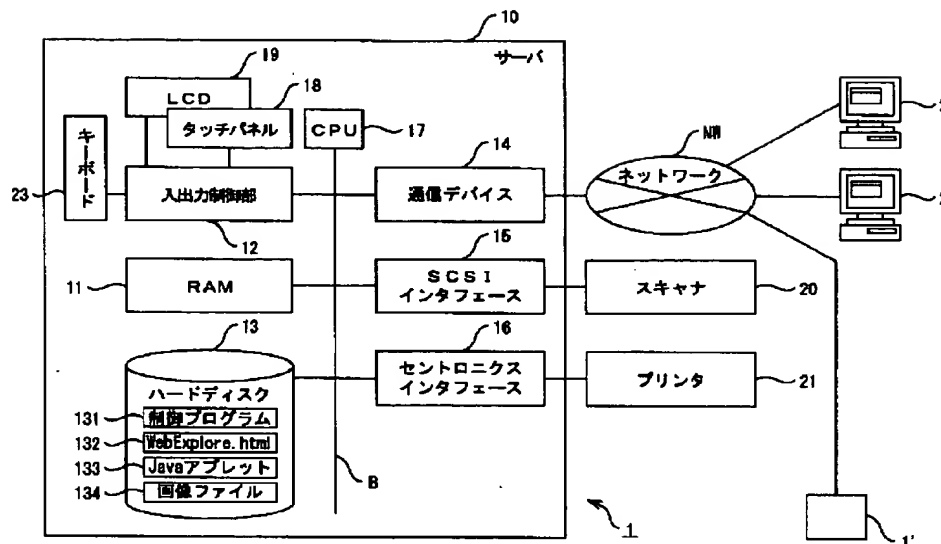 10
サーバ
19
LCD
18
タッチパネル
CPU
17
キーボード
23
入出力制御部
12
14
通信デバイス
NW
ネットワーク
2
2
11
RAM
15
SCSI
インタフェース
スキャナ
20
13
ハードディスク
131
制御プログラム
132
WebExplore.html
133
Javaアプレット
134
画像ファイル
16
セントロニクス
インタフェース
プリンタ
21
B
1
1'